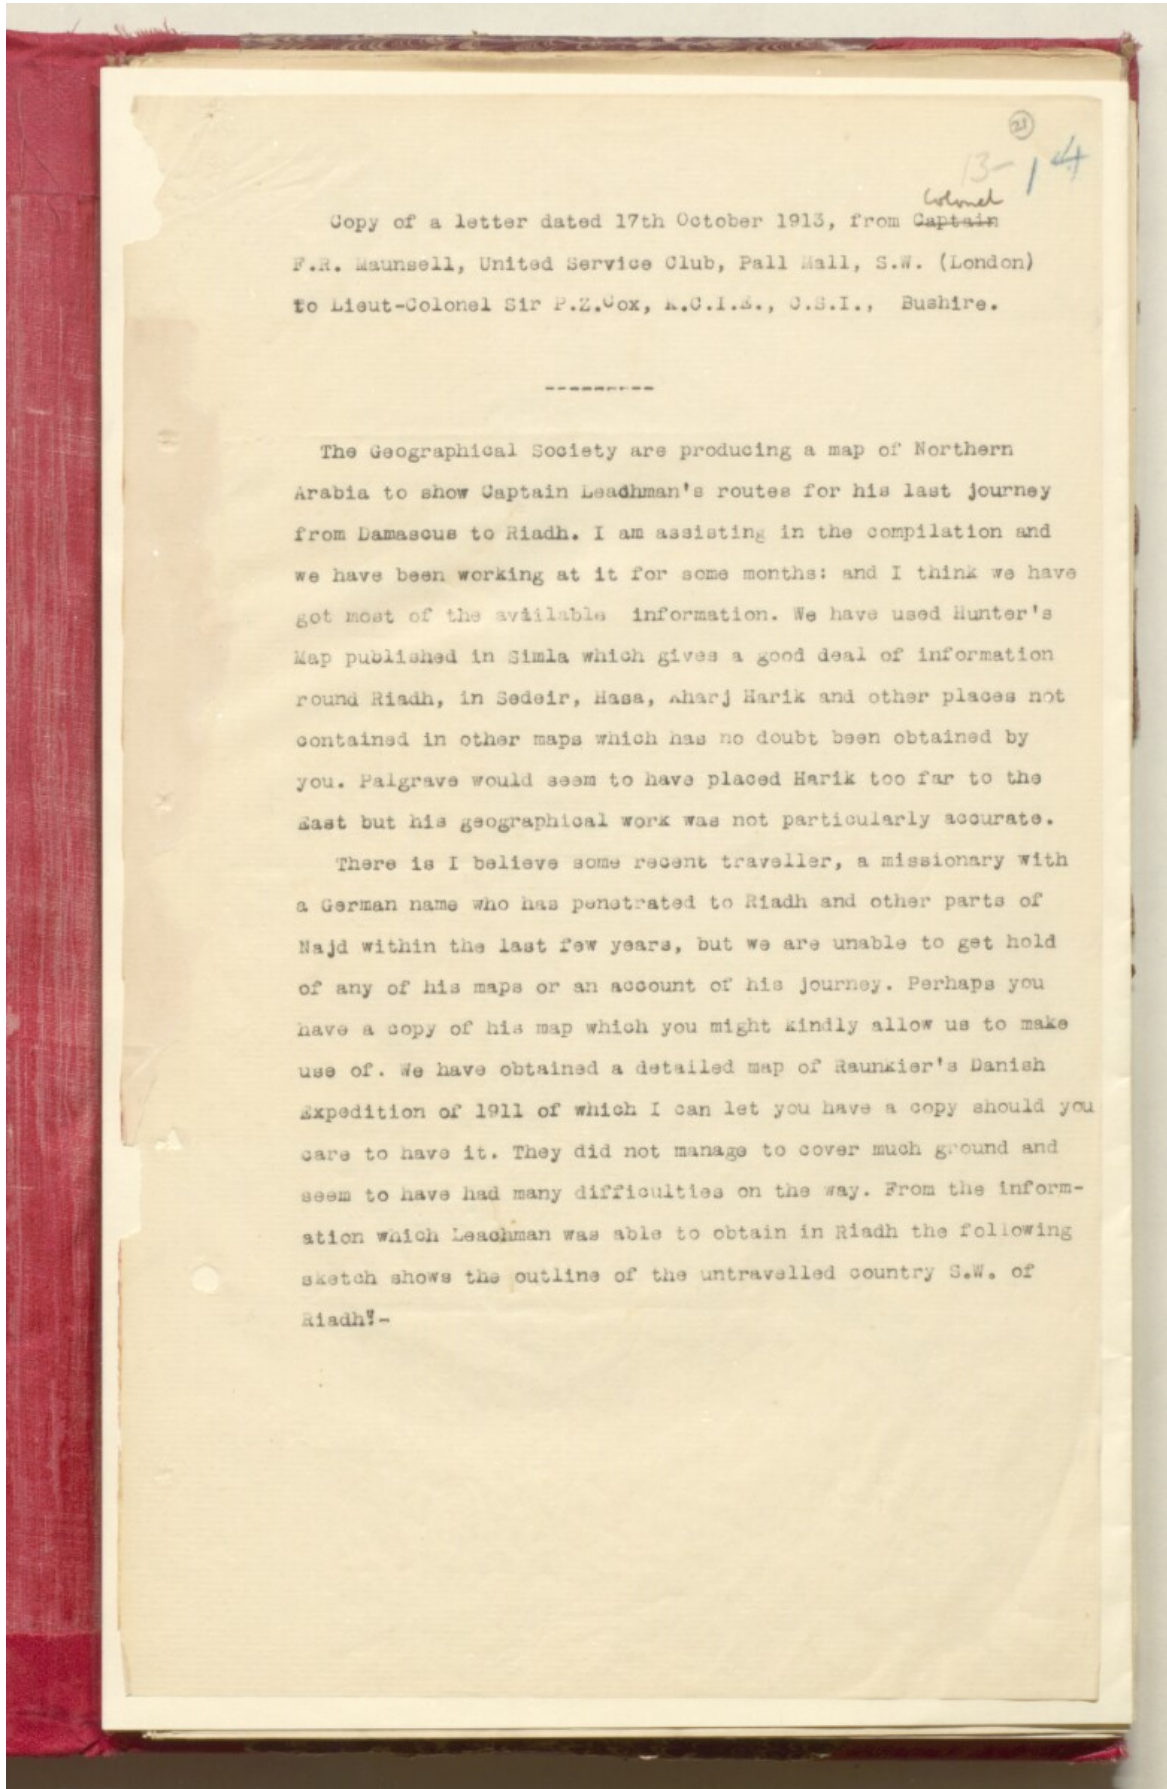 21
13-
14
Colonel
Copy of a letter dated 17th October 1913, from Captain
F.R. Maunsell, United Service Club, Pall Mall, S.W. (London)
to Lieut-Colonel Sir P.Z.Cox, K.C.I.E., C.S.I., Bushire.
---------
The Geographical Society are producing a map of Northern
Arabia to show Captain Leadhman's routes for his last journey
from Damascus to Riadh. I am assisting in the compilation and
we have been working at it for some months: and I think we have
got most of the aviilable information. We have used Hunter's
Map published in Simla which gives a good deal of information
round Riadh, in Sedeir, Hasa, Kharj Harik and other places not
contained in other maps which has no doubt been obtained by
you. Palgrave would seem to have placed Harik too far to the
East but his geographical work was not particularly accurate.
There is I believe some recent traveller, a missionary with
a German name who has penetrated to Riadh and other parts of
Najd within the last few years, but we are unable to get hold
of any of his maps or an account of his journey. Perhaps you
have a copy of his map which you might kindly allow us to make
use of. We have obtained a detailed map of Raunkier's Danish
Expedition of 1911 of which I can let you have a copy should you
care to have it. They did not manage to cover much ground and
seem to have had many difficulties on the way. From the inform-
ation which Leachman was able to obtain in Riadh the following
sketch shows the outline of the untravelled country S.W. of
Riadh:-